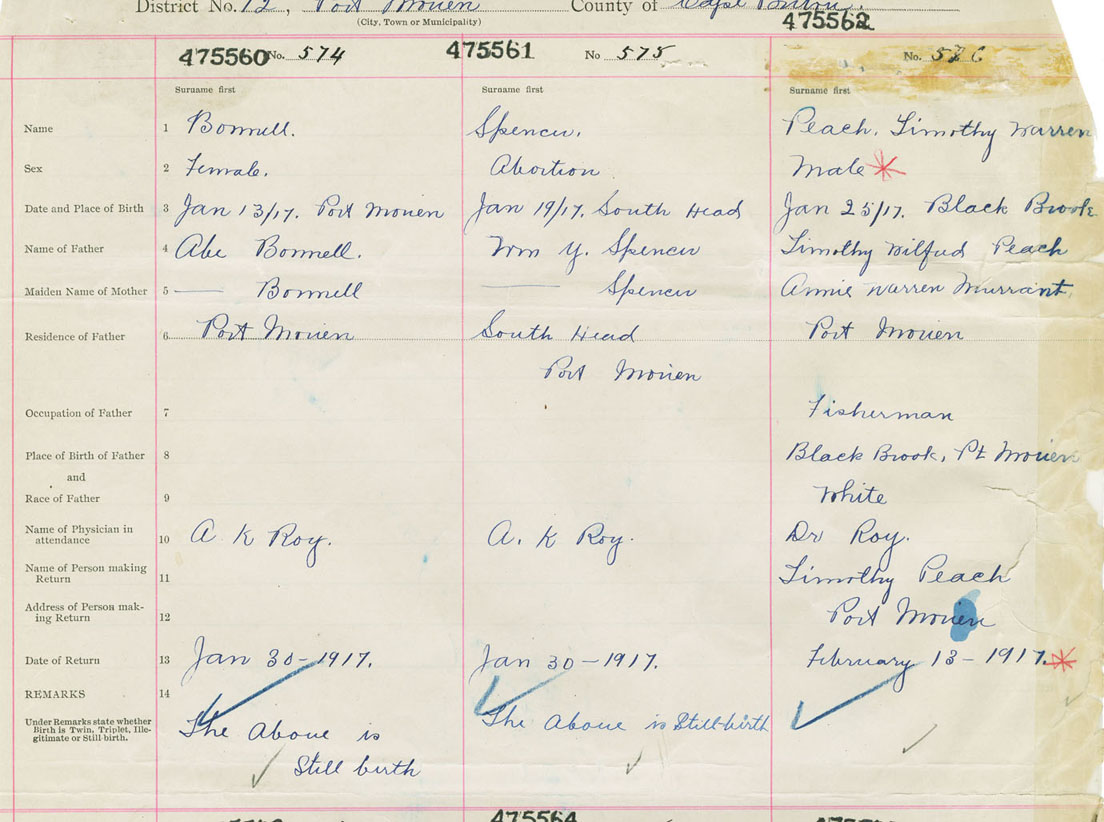 District No. 12, Port Morien County of Cape Breton.
(City, Town or Municipality)
475562
475560 No. 574 475561 No 575 No. 576
Surname first Surname first Surname first
Name 1 Bonnell. Spencer. Peach. Timothy Warren
Sex 2 Female. Abortion Male *
Date and Place of Birth 3 Jan 13/17. Port Morien Jan 19/17. South Head Jan 25/17. Black Brook
Name of Father 4 Abe Bonnell. Wm Y. Spencer Timothy Wilfred Peach
Maiden Name of Mother 5 — Bonnell — Spencer Annie Warren Murrant,
Residence of Father 6 Port Morien South Head Port Morien
Port Morien
Occupation of Father 7 Fisherman
Place of Birth of Father 8 Black Brook, Pt Morien
and
Race of Father 9 White
Name of Physician in
attendance 10 A. K Roy. A. K Roy. Dr Roy.
Name of Person making
Return 11 Timothy Peach
Address of Person mak-
ing Return 12 Port Morien
Date of Return 13 Jan 30-1917. Jan 30-1917. February 13-1917. *
REMARKS 14
Under Remarks state whether
Birth is Twin, Triplet, Ille-
gitimate or Still-birth.
The Above is The Above is Still birth
Still birth
475564